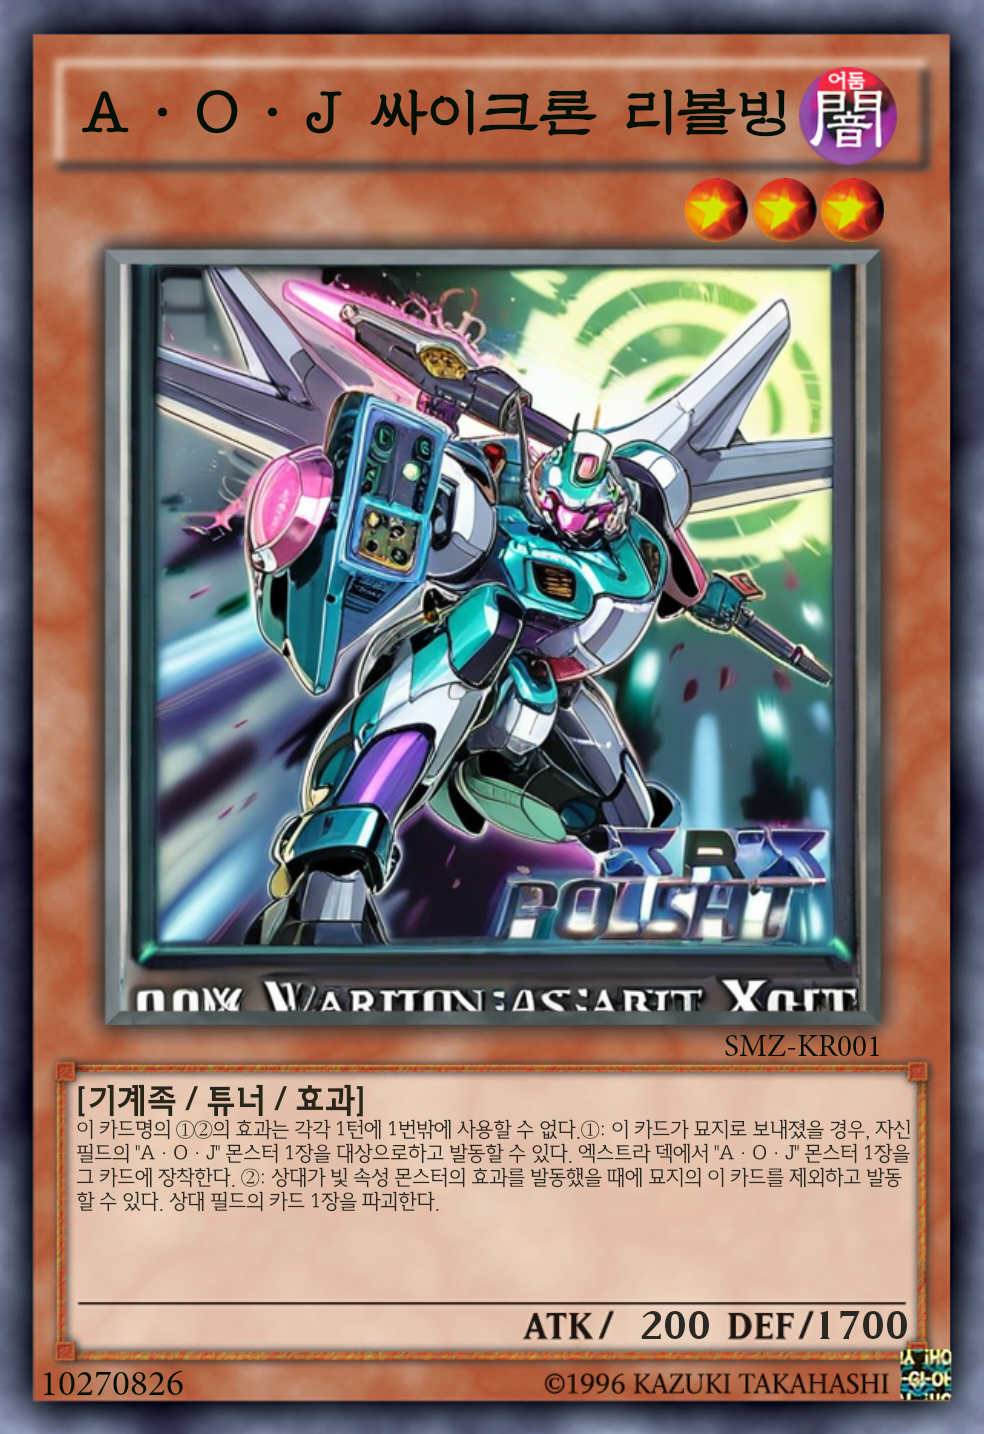 A · O · J 싸이크론 리볼빙
어둠
闇
SMZ-KR001
[기계족 / 튜너 / 효과]
이 카드명의 ①②의 효과는 각각 1턴에 1번밖에 사용할 수 없다.①: 이 카드가 묘지로 보내졌을 경우, 자신
필드의 "A · O · J" 몬스터 1장을 대상으로하고 발동할 수 있다. 엑스트라 덱에서 "A · O · J" 몬스터 1장을
그 카드에 장착한다. ②: 상대가 빛 속성 몬스터의 효과를 발동했을 때에 묘지의 이 카드를 제외하고 발동
할 수 있다. 상대 필드의 카드 1장을 파괴한다.
ATK/ 200 DEF/1700
10270826
©1996 KAZUKI TAKAHASHI